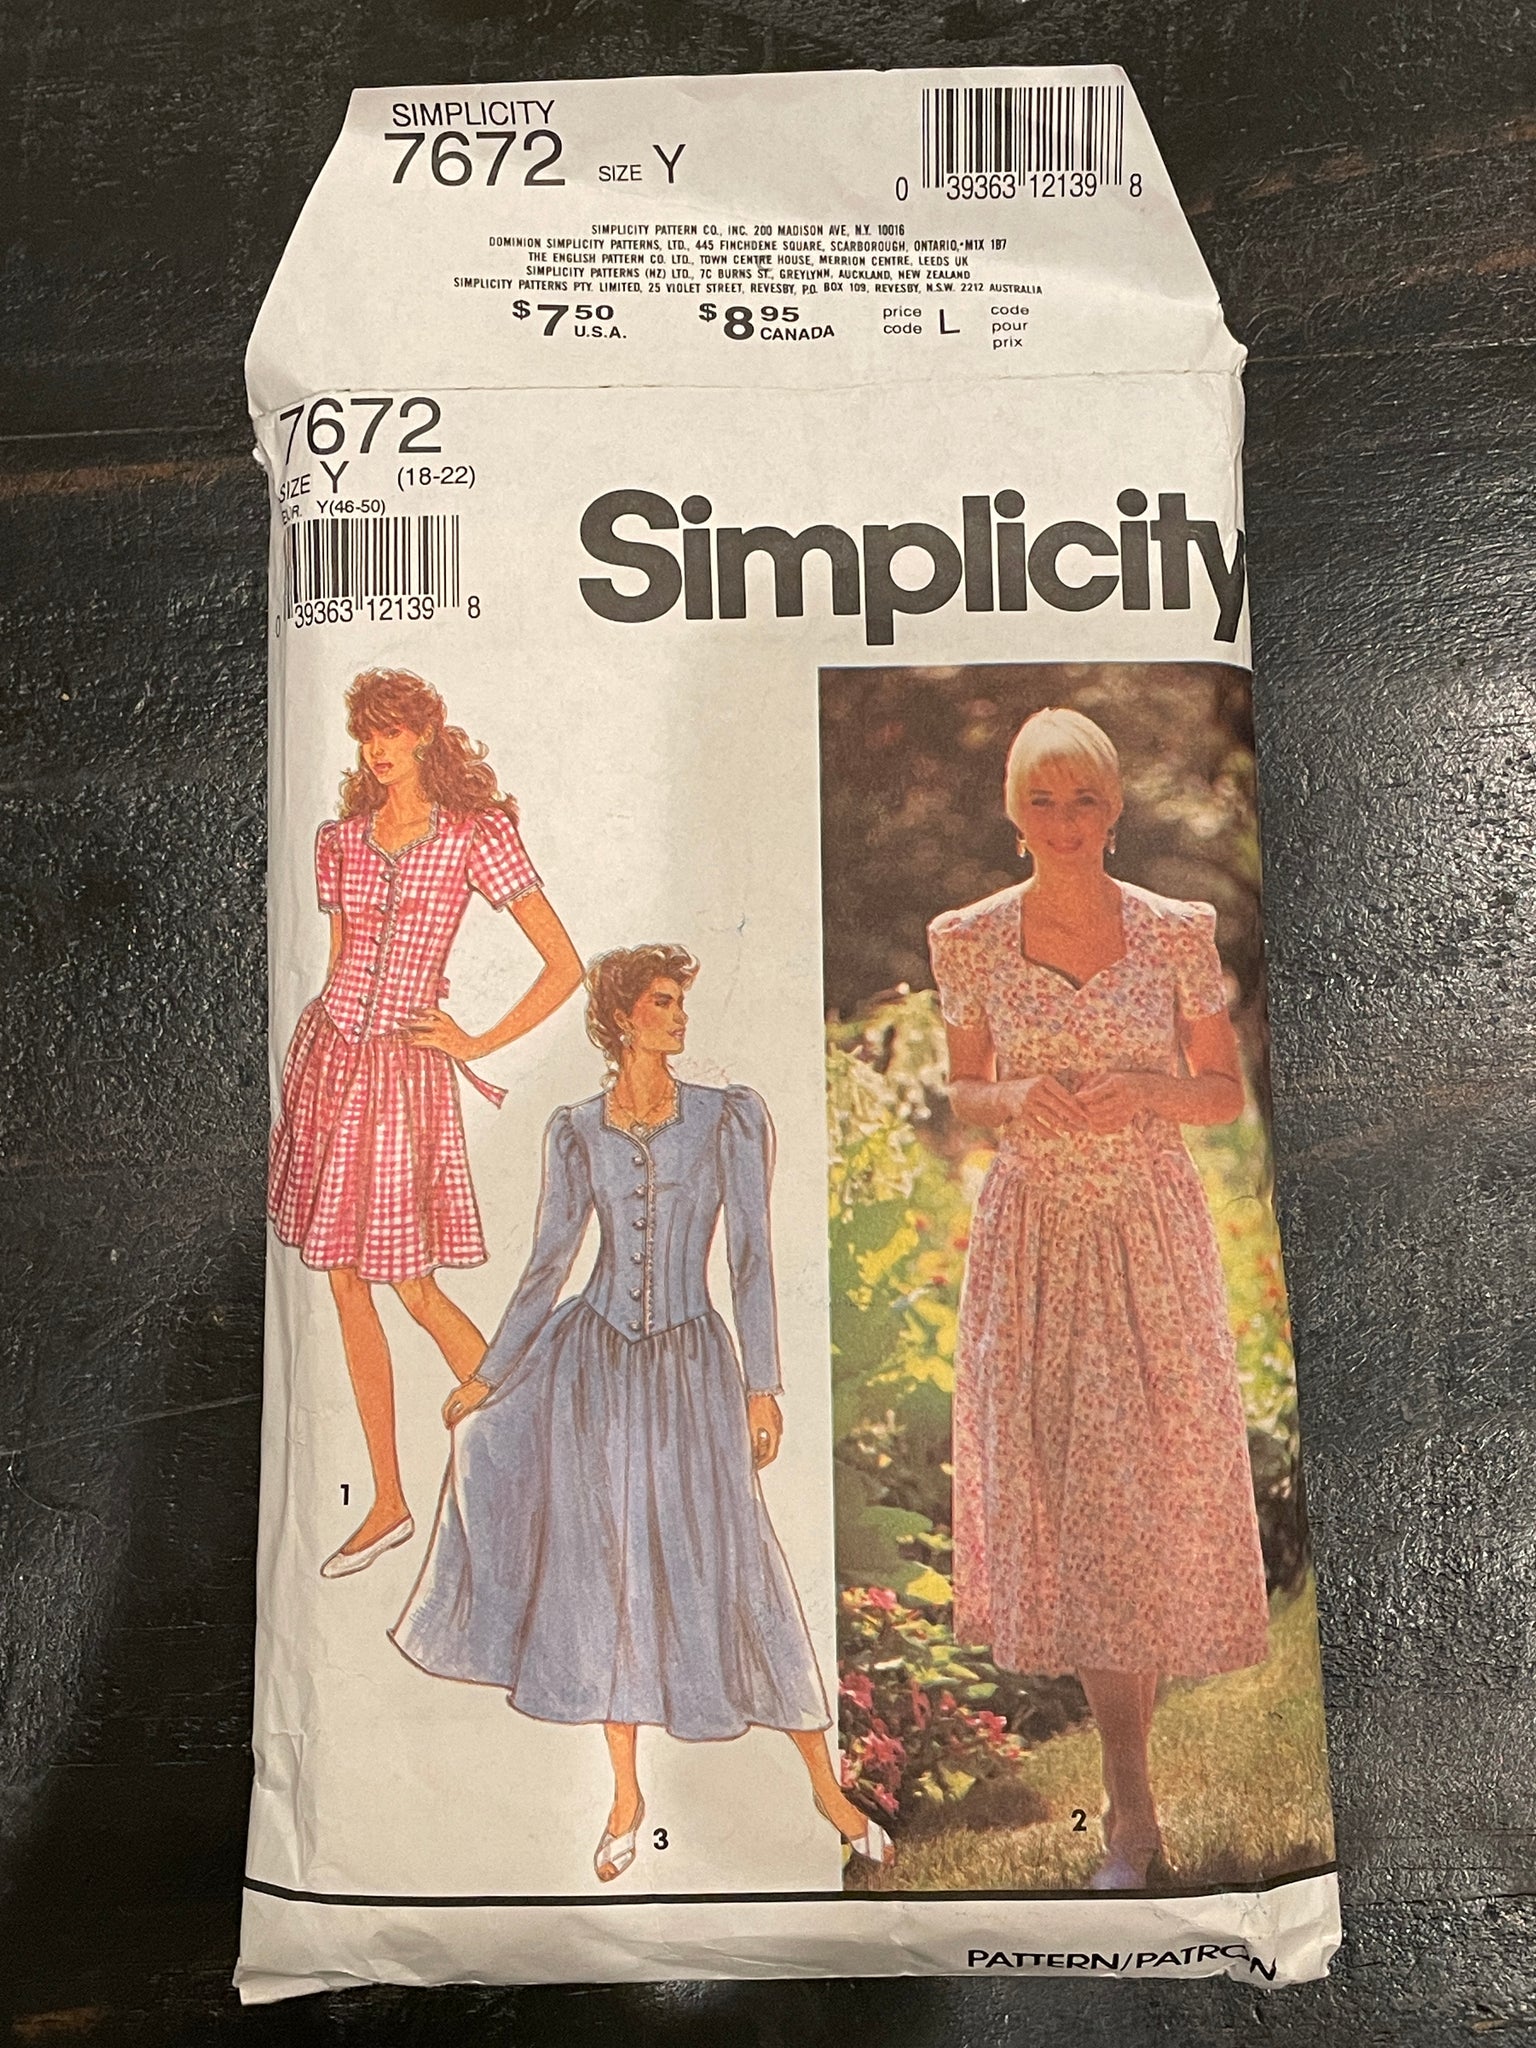 SIMPLICITY
7672 SIZE Y
0 39363 12139 8
SIMPLICITY PATTERN CO., INC. 200 MADISON AVE, N.Y. 10016
DOMINION SIMPLICITY PATTERNS, LTD., 445 FINCHDENE SQUARE, SCARBOROUGH, ONTARIO, M1X 1B7
THE ENGLISH PATTERN CO. LTD., TOWN CENTRE HOUSE, MERRION CENTRE, LEEDS UK
SIMPLICITY PATTERNS (NZ) LTD., 7C BURNS ST., GREYLYNN, AUCKLAND, NEW ZEALAND
SIMPLICITY PATTERNS PTY. LIMITED, 25 VIOLET STREET, REVESBY, P.O. BOX 109, REVESBY, N.S.W. 2212 AUSTRALIA
$7.50 U.S.A. $8.95 CANADA price code L code pour prix
7672
SIZE Y (18-22)
EUR. Y(46-50)
0 39363 12139 8
Simplicity
1
3
2
PATTERN/PATRON